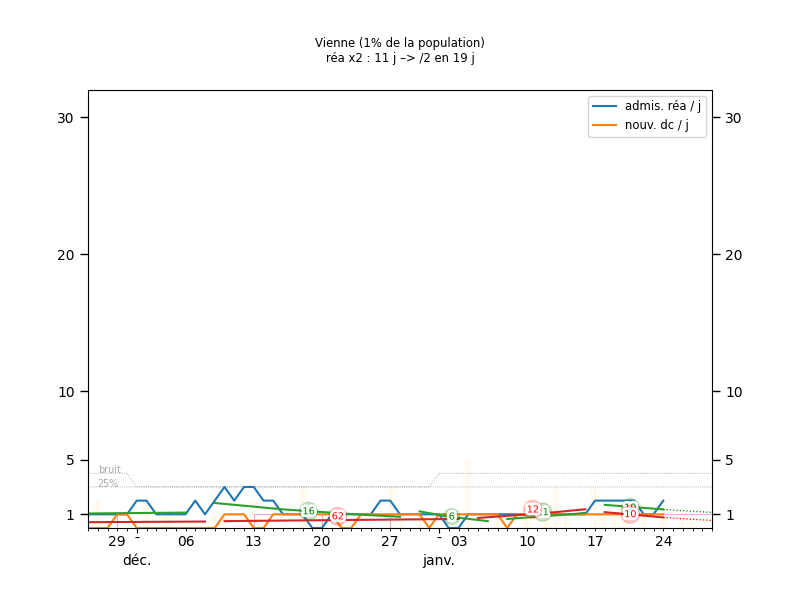 Vienne (1% de la population)
réa x2 : 11 j –> /2 en 19 j
admis. réa / j
nouv. dc / j
30 30
20 20
10 10
5 5
bruit
25%
1 1
16 62 6 12 10
29 - 06 13 20 27 - 03 10 17 24
déc. janv.